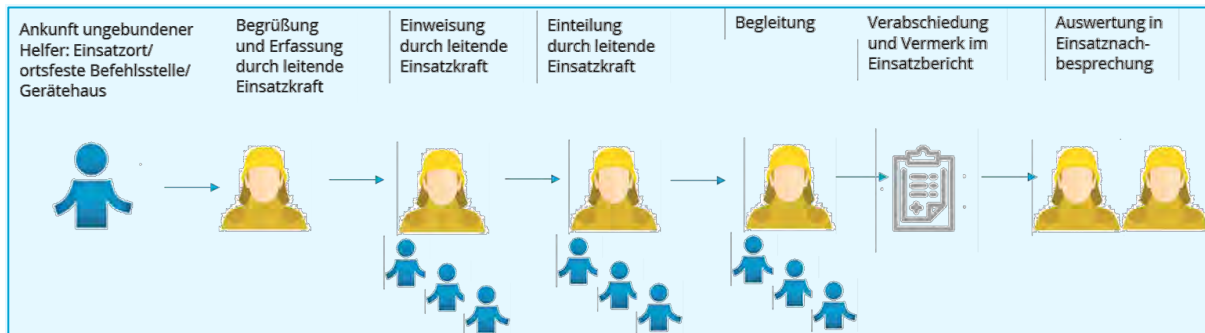 Ankunft ungebundener
Helfer: Einsatzort/
ortsfeste Befehlsstelle/
Gerätehaus
Begrüßung
und Erfassung
durch leitende
Einsatzkraft
Einweisung
durch leitende
Einsatzkraft
Einteilung
durch leitende
Einsatzkraft
Begleitung
Verabschiedung
und Vermerk im
Einsatzbericht
Auswertung in
Einsatznach-
besprechung